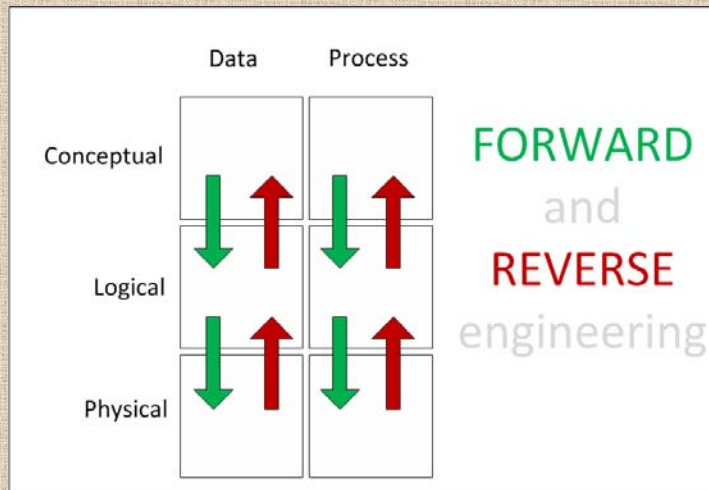 Data Process
Conceptual
Logical
Physical
FORWARD
and
REVERSE
engineering